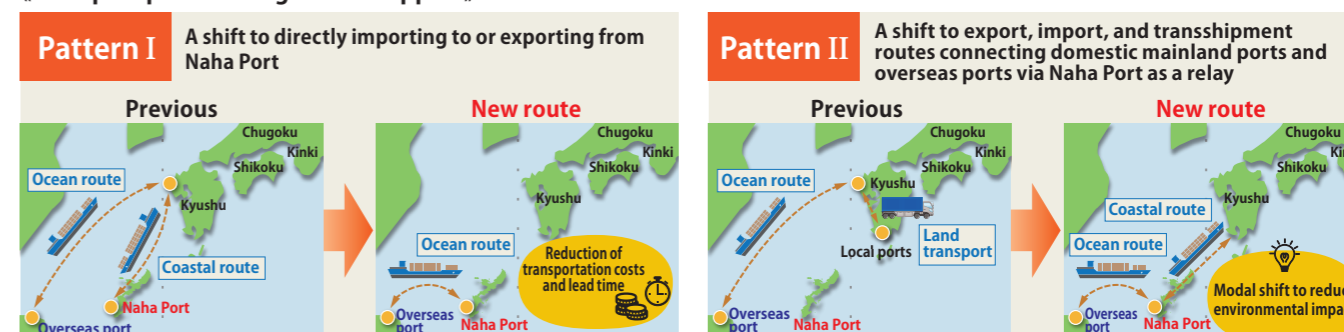 Pattern I
A shift to directly importing to or exporting from
Naha Port
Previous
New route
Chugoku
Kinki
Shikoku
Ocean route
Kyushu
Coastal route
Naha Port
Overseas port
Chugoku
Kinki
Shikoku
Kyushu
Ocean route
Reduction of
transportation costs
and lead time
Overseas
port
Naha Port
Pattern II
A shift to export, import, and transshipment
routes connecting domestic mainland ports and
overseas ports via Naha Port as a relay
Previous
New route
Chugoku
Kinki
Shikoku
Ocean route
Kyushu
Land
transport
Local ports
Overseas
port
Naha Port
Chugoku
Shikoku
Kyushu
Coastal route
Ocean route
Modal shift to
environmental
Overseas
port
Naha Port